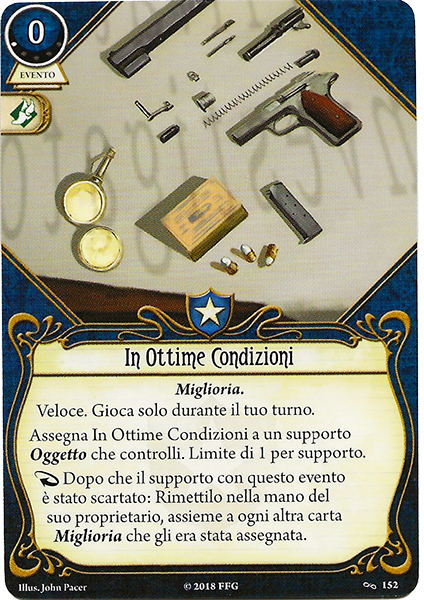 0
EVENTO
In Ottime Condizioni
Miglioria.
Veloce. Gioca solo durante il tuo turno.
Assegna In Ottime Condizioni a un supporto
Oggetto che controlli. Limite di 1 per supporto.
Dopo che il supporto con questo evento
è stato scartato: Rimettilo nella mano del
suo proprietario, assieme a ogni altra carta
Miglioria che gli era stata assegnata.
Illus. John Pacer
© 2018 FFG
152